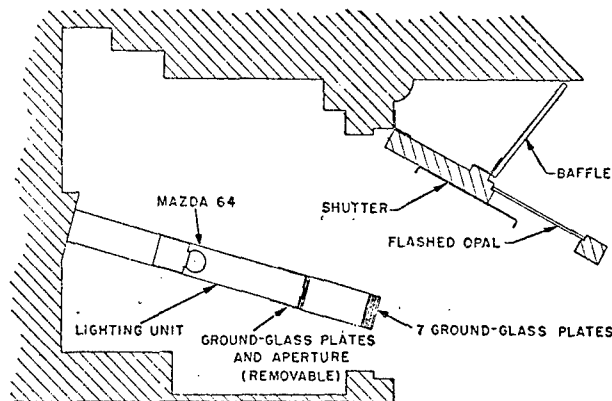 BAFFLE
MAZDA 64
SHUTTER
FLASHED OPAL
LIGHTING UNIT
GROUND-GLASS PLATES
AND APERTURE
(REMOVABLE)
7 GROUND-GLASS PLATES